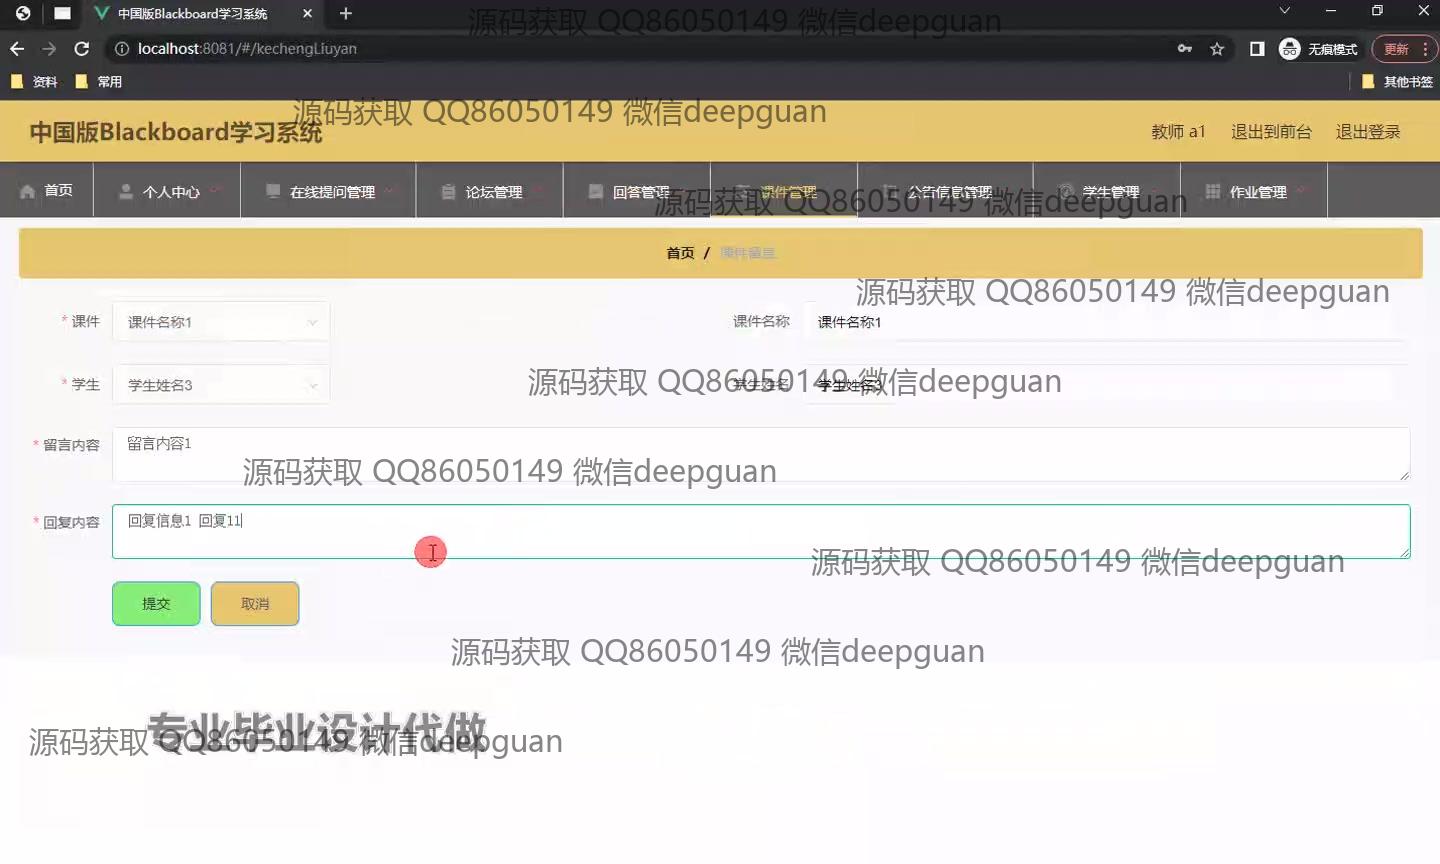 中国版Blackboard学习系统
源码获取 QQ86050149 微信deepguan
localhost:8081/#/kechengLiuyan
无痕模式
更新
资料
常用
其他书签
源码获取 QQ86050149 微信deepguan
中国版Blackboard学习系统
教师 a1
退出到前台
退出登录
首页
个人中心
在线提问管理
论坛管理
回答管理
课件管理
公告信息管理
学生管理
作业管理
源码获取 QQ86050149 微信deepguan
首页 / 课件留言
源码获取 QQ86050149 微信deepguan
* 课件
课件名称1
课件名称
课件名称1
* 学生
学生姓名3
学生姓名
学生姓名3
源码获取 QQ86050149 微信deepguan
* 留言内容
留言内容1
源码获取 QQ86050149 微信deepguan
* 回复内容
回复信息1 回复11
源码获取 QQ86050149 微信deepguan
提交
取消
源码获取 QQ86050149 微信deepguan
专业毕业设计代做
源码获取 QQ86050149 微信deepguan